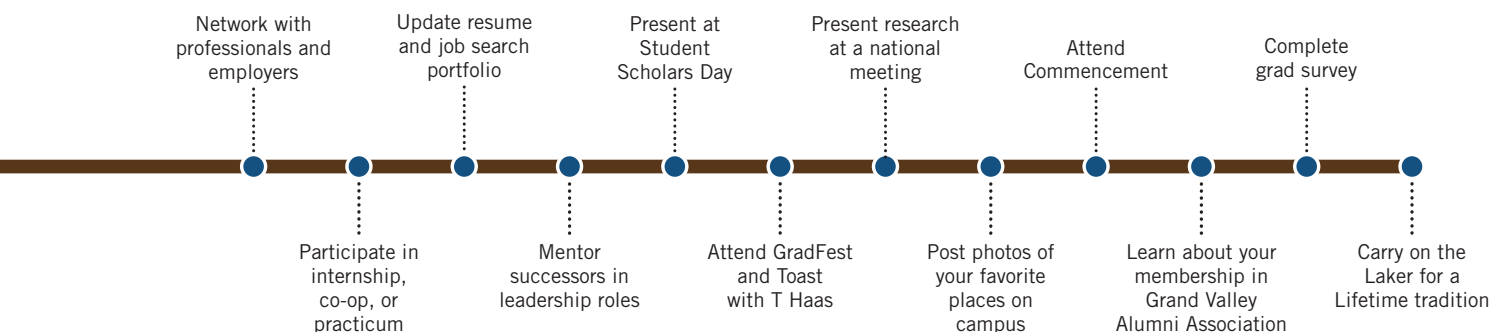 Network with
professionals and
employers
Participate in
internship,
co-op, or
practicum
Update resume
and job search
portfolio
Mentor
successors in
leadership roles
Present at
Student
Scholars Day
Attend GradFest
and Toast
with T Haas
Present research
at a national
meeting
Post photos of
your favorite
places on
campus
Attend
Commencement
Learn about your
membership in
Grand Valley
Alumni Association
Complete
grad survey
Carry on the
Laker for a
Lifetime tradition